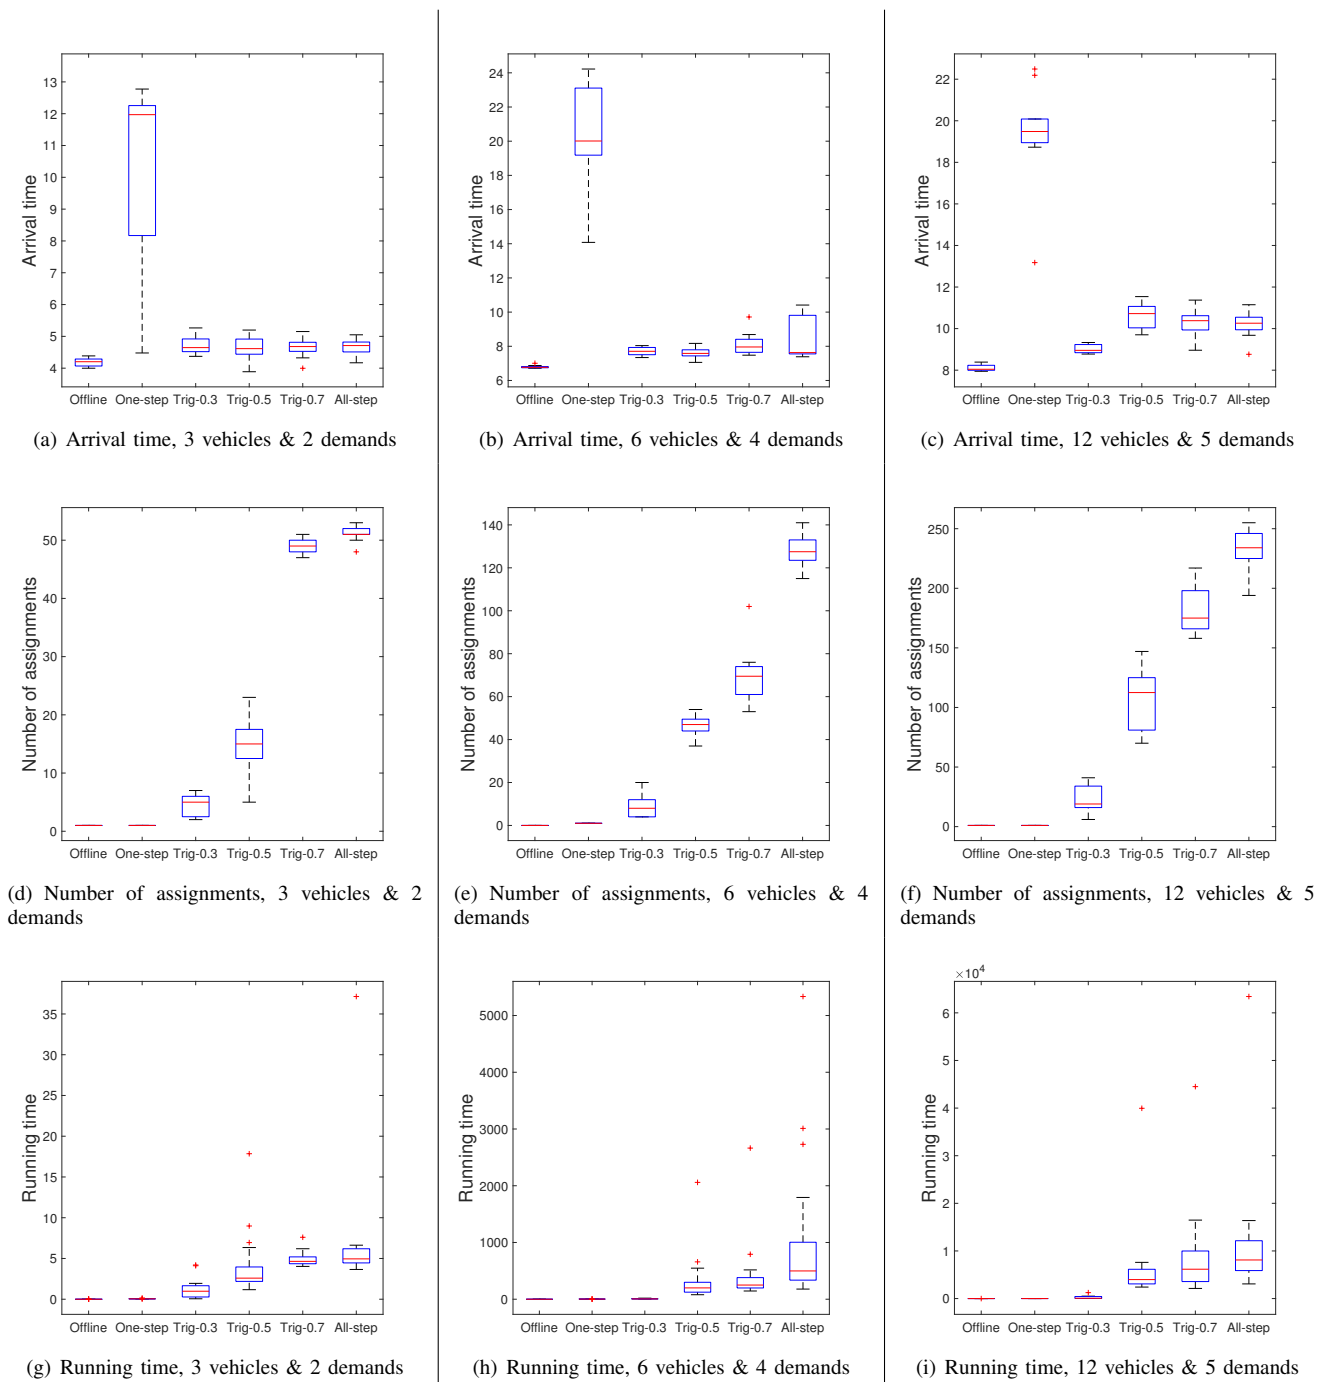 13
12
11
10
9
8
7
6
5
4
Arrival time
Offline One-step Trig-0.3 Trig-0.5 Trig-0.7 All-step
(a) Arrival time, 3 vehicles & 2 demands
24
22
20
18
16
14
12
10
8
6
Arrival time
Offline One-step Trig-0.3 Trig-0.5 Trig-0.7 All-step
(b) Arrival time, 6 vehicles & 4 demands
22
20
18
16
14
12
10
8
Arrival time
Offline One-step Trig-0.3 Trig-0.5 Trig-0.7 All-step
(c) Arrival time, 12 vehicles & 5 demands
50
40
30
20
10
0
Number of assignments
Offline One-step Trig-0.3 Trig-0.5 Trig-0.7 All-step
(d) Number of assignments, 3 vehicles & 2
demands
140
120
100
80
60
40
20
0
Number of assignments
Offline One-step Trig-0.3 Trig-0.5 Trig-0.7 All-step
(e) Number of assignments, 6 vehicles & 4
demands
250
200
150
100
50
0
Number of assignments
Offline One-step Trig-0.3 Trig-0.5 Trig-0.7 All-step
(f) Number of assignments, 12 vehicles & 5
demands
35
30
25
20
15
10
5
0
Running time
Offline One-step Trig-0.3 Trig-0.5 Trig-0.7 All-step
(g) Running time, 3 vehicles & 2 demands
5000
4000
3000
2000
1000
0
Running time
Offline One-step Trig-0.3 Trig-0.5 Trig-0.7 All-step
(h) Running time, 6 vehicles & 4 demands
×10⁴
6
5
4
3
2
1
0
Running time
Offline One-step Trig-0.3 Trig-0.5 Trig-0.7 All-step
(i) Running time, 12 vehicles & 5 demands